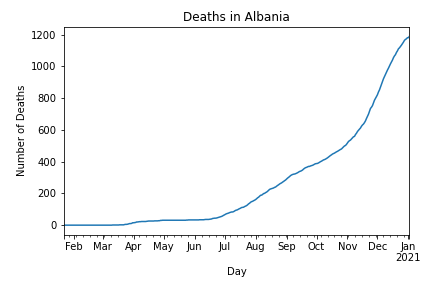 Deaths in Albania
1200
1000
800
600
400
200
0
Number of Deaths
Feb Mar Apr May Jun Jul Aug Sep Oct Nov Dec Jan
2021
Day